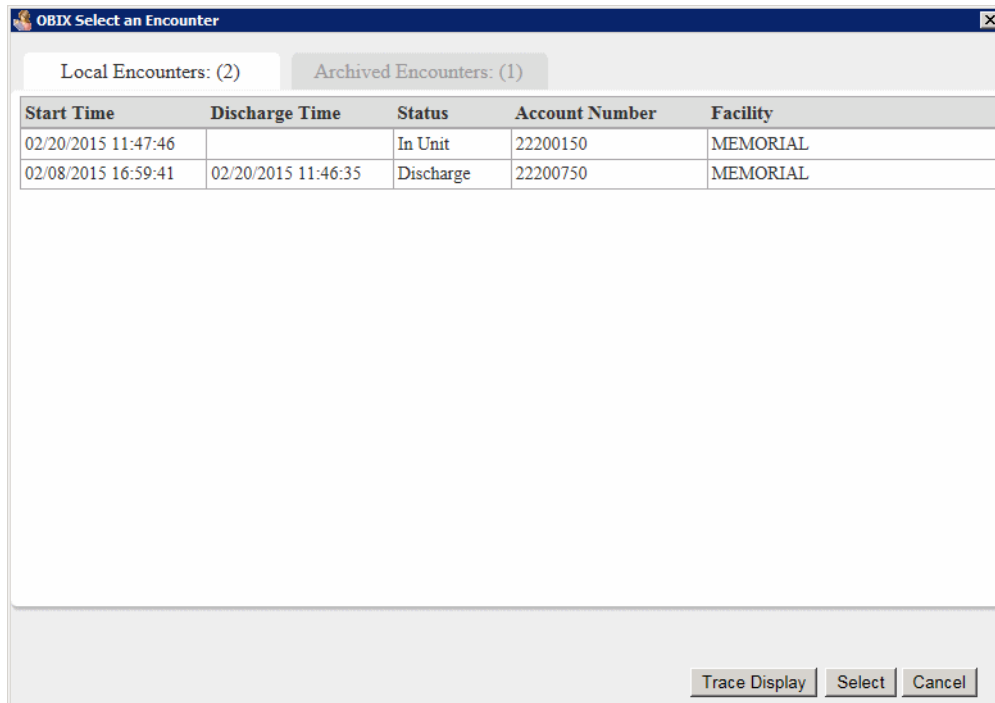 OBIX Select an Encounter
Local Encounters: (2) Archived Encounters: (1)
Start Time Discharge Time Status Account Number Facility
02/20/2015 11:47:46 In Unit 22200150 MEMORIAL
02/08/2015 16:59:41 02/20/2015 11:46:35 Discharge 22200750 MEMORIAL
Trace Display Select Cancel